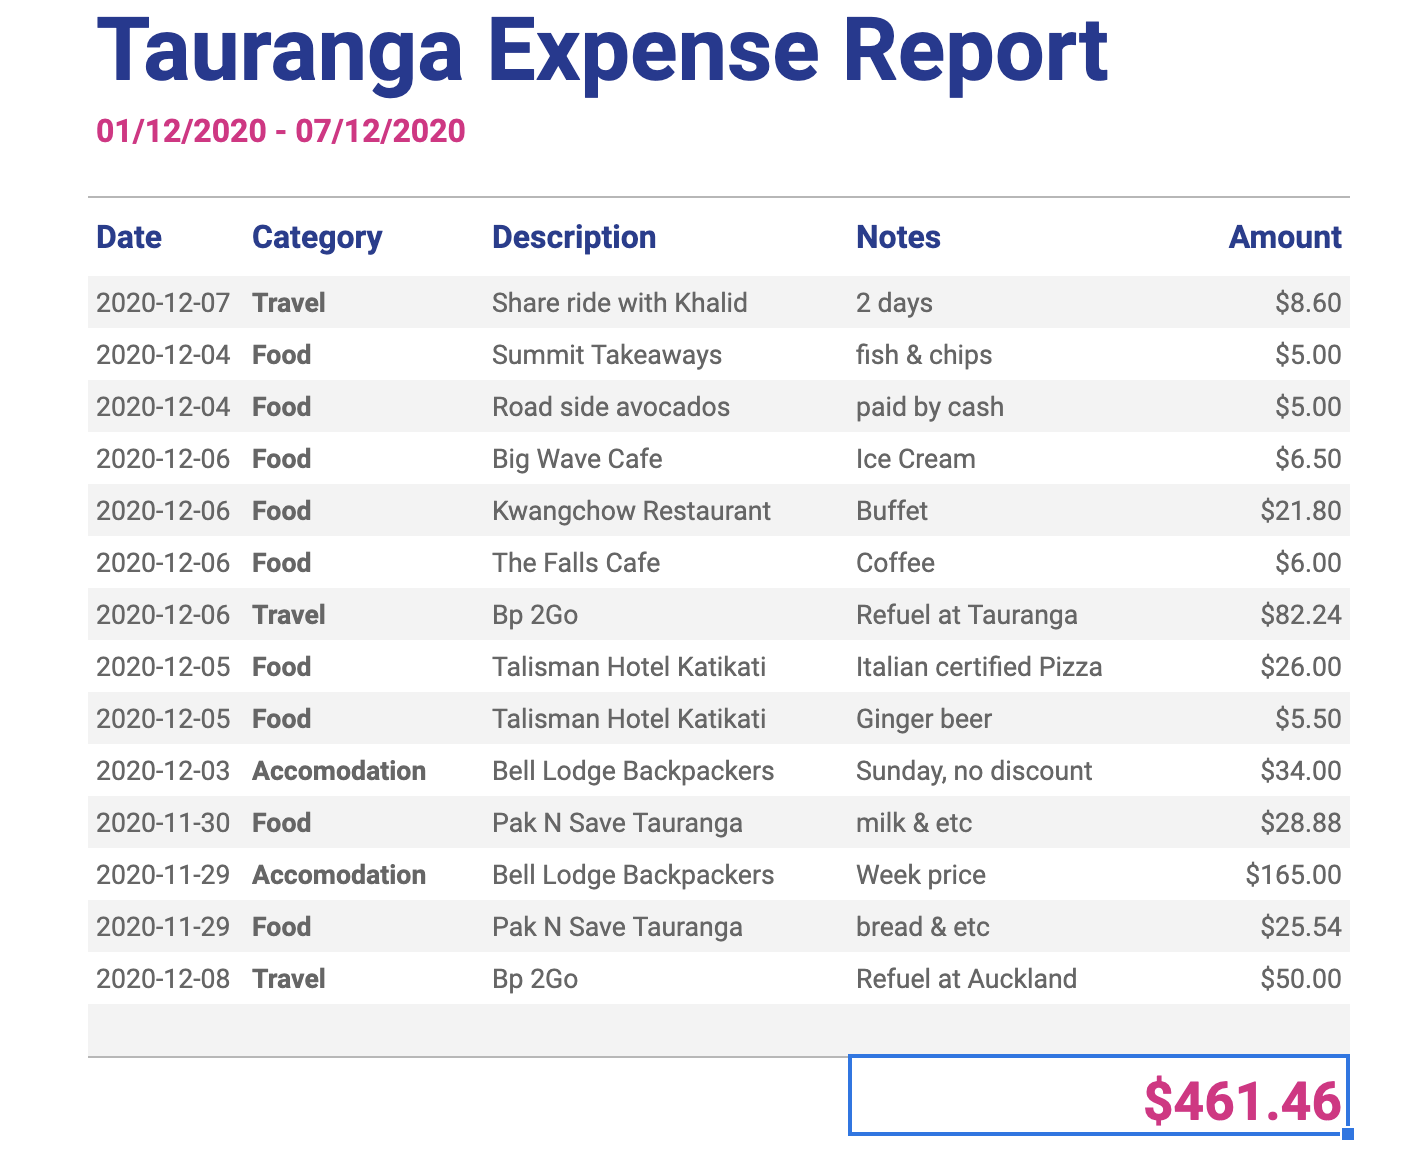 Tauranga Expense Report
01/12/2020 - 07/12/2020
Date Category Description Notes Amount
2020-12-07 Travel Share ride with Khalid 2 days $8.60
2020-12-04 Food Summit Takeaways fish & chips $5.00
2020-12-04 Food Road side avocados paid by cash $5.00
2020-12-06 Food Big Wave Cafe Ice Cream $6.50
2020-12-06 Food Kwangchow Restaurant Buffet $21.80
2020-12-06 Food The Falls Cafe Coffee $6.00
2020-12-06 Travel Bp 2Go Refuel at Tauranga $82.24
2020-12-05 Food Talisman Hotel Katikati Italian certified Pizza $26.00
2020-12-05 Food Talisman Hotel Katikati Ginger beer $5.50
2020-12-03 Accomodation Bell Lodge Backpackers Sunday, no discount $34.00
2020-11-30 Food Pak N Save Tauranga milk & etc $28.88
2020-11-29 Accomodation Bell Lodge Backpackers Week price $165.00
2020-11-29 Food Pak N Save Tauranga bread & etc $25.54
2020-12-08 Travel Bp 2Go Refuel at Auckland $50.00
$461.46